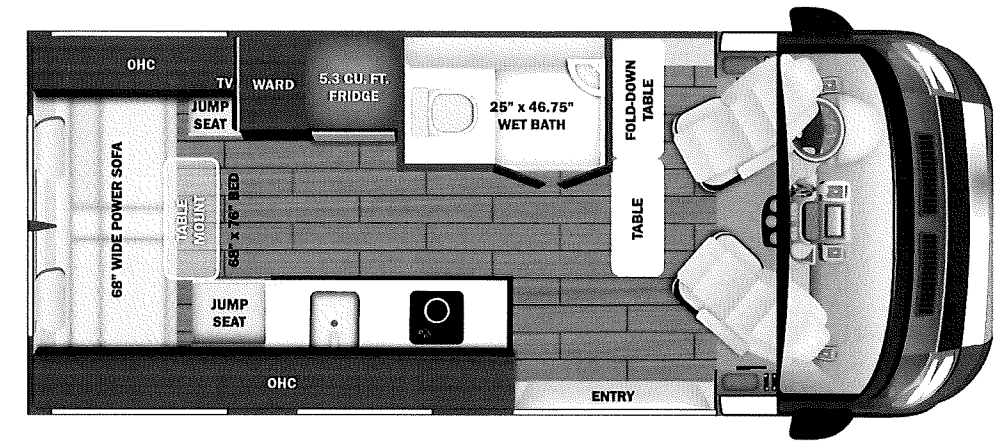 OHC
TV
WARD
5.3 CU. FT.
FRIDGE
JUMP
SEAT
25" x 46.75"
WET BATH
FOLD-DOWN
TABLE
68" WIDE POWER SOFA
TABLE
MOUNT
68" x 76" BED
TABLE
JUMP
SEAT
OHC
ENTRY